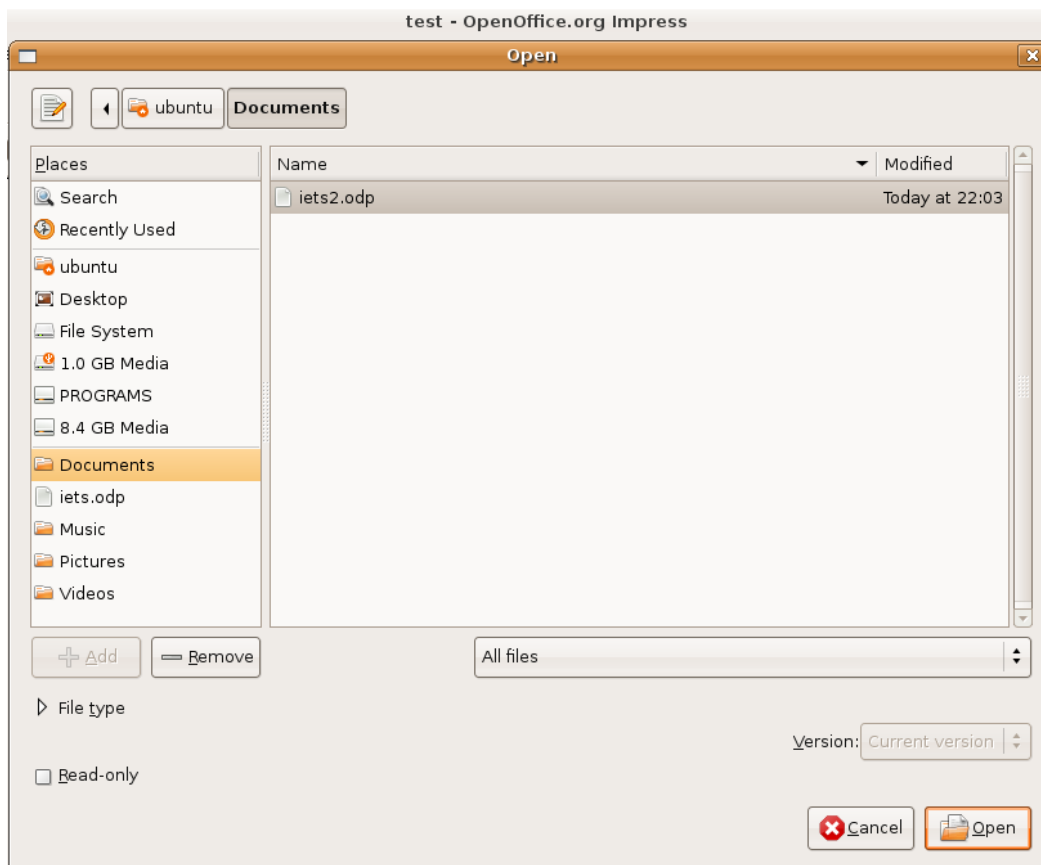 test - OpenOffice.org Impress
Open
ubuntu
Documents
Places
Name
Modified
Search
iets2.odp
Today at 22:03
Recently Used
ubuntu
Desktop
File System
1.0 GB Media
PROGRAMS
8.4 GB Media
Documents
iets.odp
Music
Pictures
Videos
Add
Remove
All files
File type
Version: Current version
Read-only
Cancel
Open